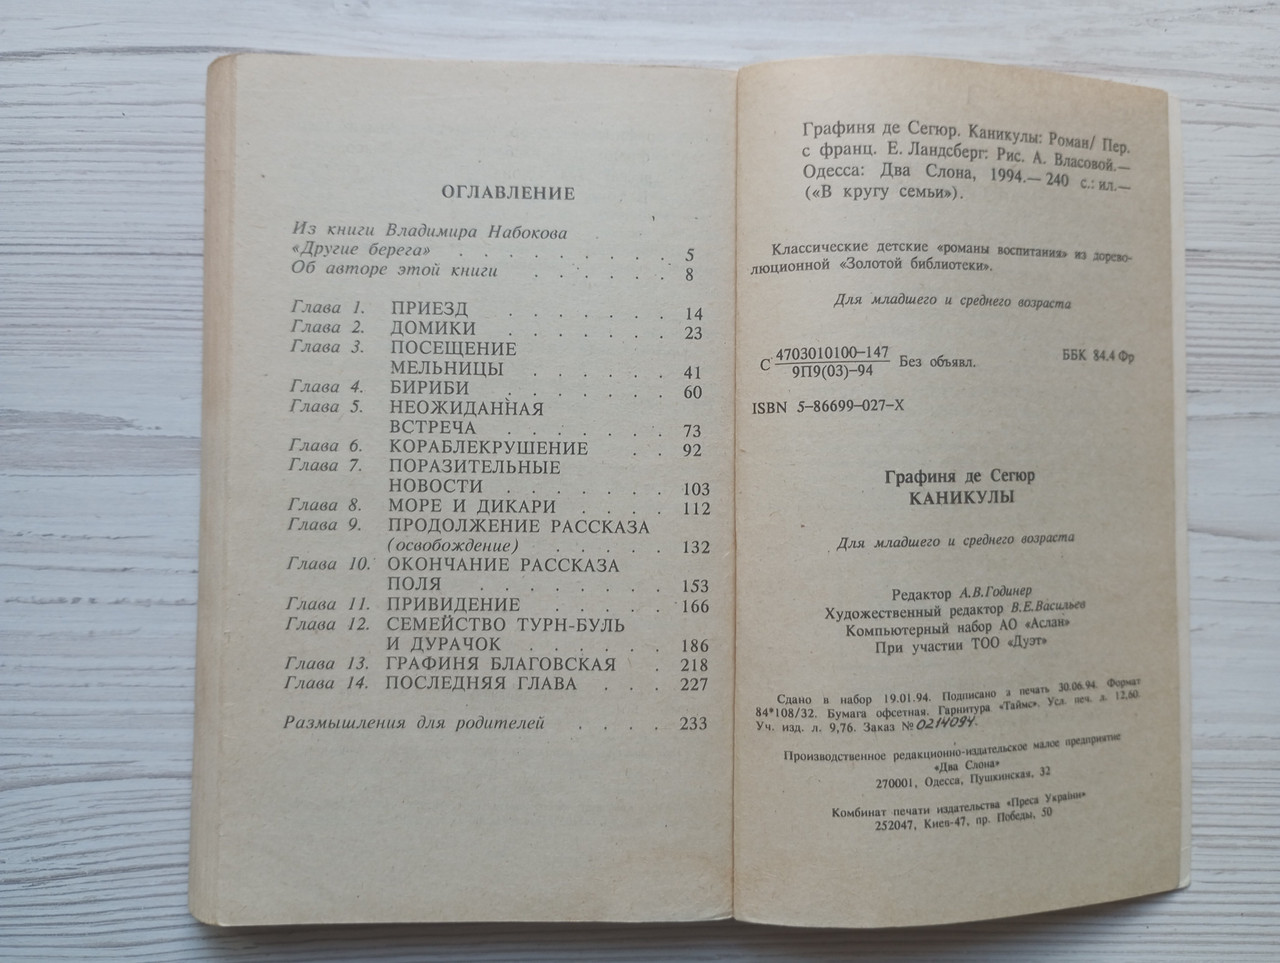 ОГЛАВЛЕНИЕ
Из книги Владимира Набокова
«Другие берега» . . . . . . . . . 5
Об авторе этой книги . . . . . . 8
Глава 1. ПРИЕЗД . . . . . . . 14
Глава 2. ДОМИКИ . . . . . . . 23
Глава 3. ПОСЕЩЕНИЕ
МЕЛЬНИЦЫ . . . . . . 41
Глава 4. БИРИБИ . . . . . . . 60
Глава 5. НЕОЖИДАННАЯ
ВСТРЕЧА . . . . . . . 73
Глава 6. КОРАБЛЕКРУШЕНИЕ . . 92
Глава 7. ПОРАЗИТЕЛЬНЫЕ
НОВОСТИ . . . . . . . 103
Глава 8. МОРЕ И ДИКАРИ . . . . 112
Глава 9. ПРОДОЛЖЕНИЕ РАССКАЗА
(освобождение) . . . . . 132
Глава 10. ОКОНЧАНИЕ РАССКАЗА
ПОЛЯ . . . . . . . . 153
Глава 11. ПРИВИДЕНИЕ . . . . . 166
Глава 12. СЕМЕЙСТВО ТУРН-БУЛЬ
И ДУРАЧОК . . . . . . 186
Глава 13. ГРАФИНЯ БЛАГОВСКАЯ . 218
Глава 14. ПОСЛЕДНЯЯ ГЛАВА . . . 227
Размышления для родителей . . . . 233
Графиня де Сегюр. Каникулы: Роман/ Пер.
с франц. Е. Ландсберг: Рис. А. Власовой.—
Одесса: Два Слона, 1994.— 240 с.: ил.—
(«В кругу семьи»).
Классические детские «романы воспитания» из дорево-
люционной «Золотой библиотеки».
Для младшего и среднего возраста
С 4703010100–147 Без объявл. ББК 84.4 Фр
9П9(03)–94
ISBN 5–86699–027–X
Графиня де Сегюр
КАНИКУЛЫ
Для младшего и среднего возраста
Редактор А.В.Годинер
Художественный редактор В.Е.Васильев
Компьютерный набор АО «Аслан»
При участии ТОО «Дуэт»
Сдано в набор 19.01.94. Подписано а печать 30.06.94. Формат
84*108/32. Бумага офсетная. Гарнитура «Таймс». Усл. печ. л. 12,60.
Уч. изд. л. 9,76. Заказ № 0214094.
Производственное редакционно-издательское малое предприятие
«Два Слона»
270001, Одесса, Пушкинская, 32
Комбинат печати издательства «Преса України»
252047, Киев-47, пр. Победы, 50